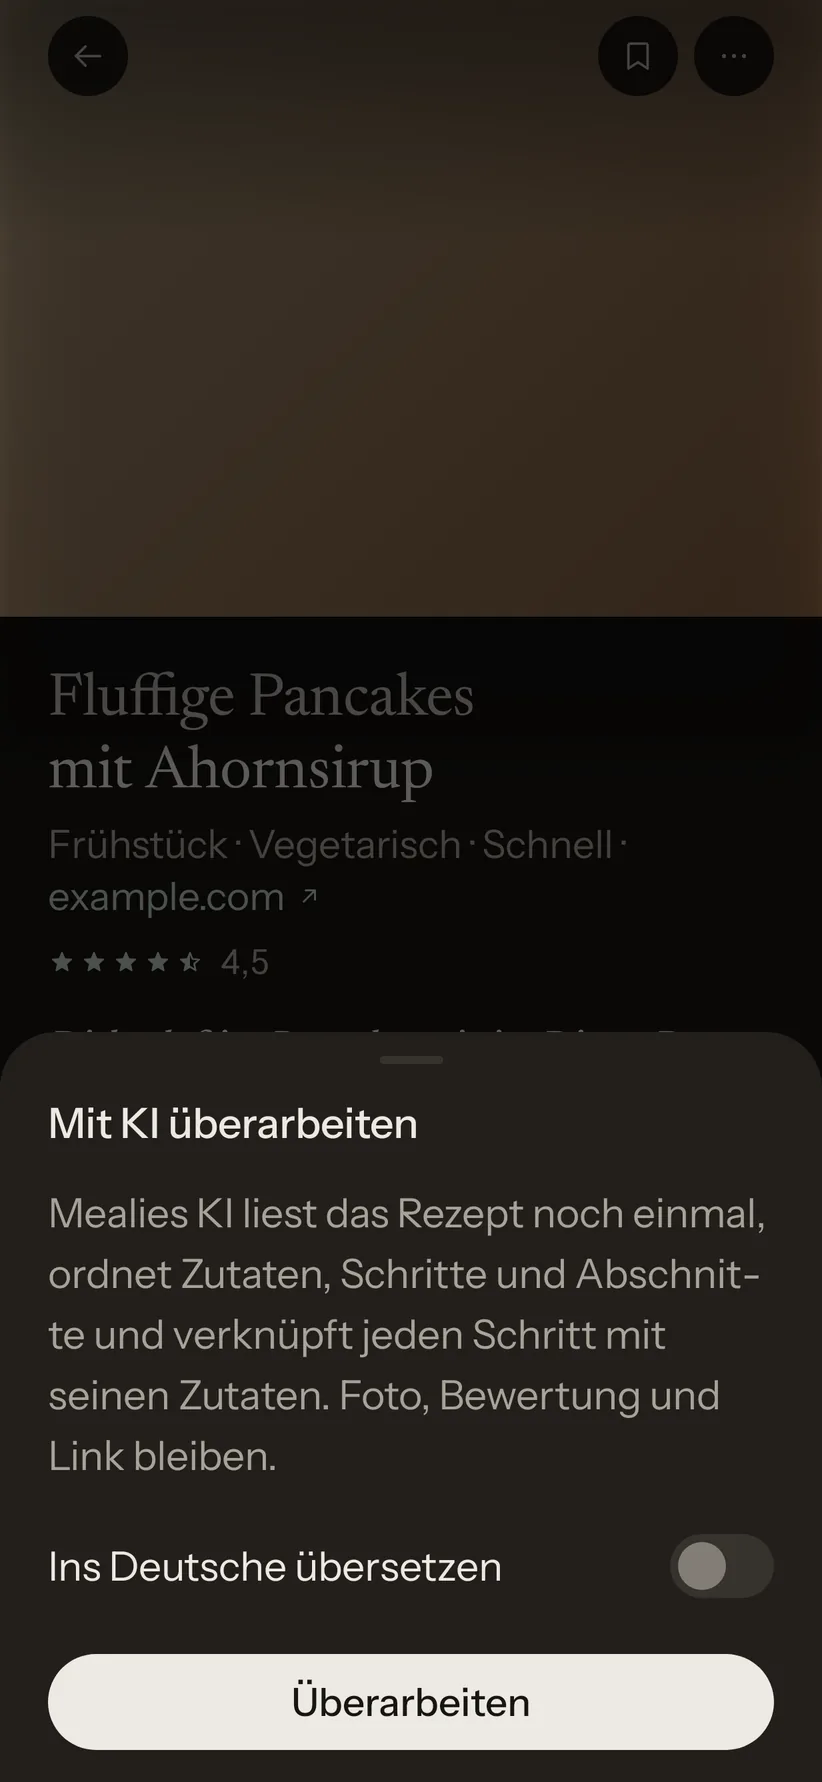 Fluffige Pancakes
mit Ahornsirup
Frühstück · Vegetarisch · Schnell ·
example.com ↗
4,5
Mit KI überarbeiten
Mealies KI liest das Rezept noch einmal,
ordnet Zutaten, Schritte und Abschnit-
te und verknüpft jeden Schritt mit
seinen Zutaten. Foto, Bewertung und
Link bleiben.
Ins Deutsche übersetzen
Überarbeiten